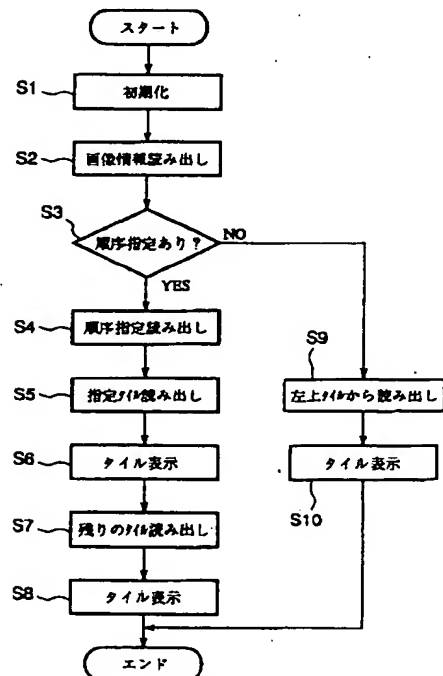 スタート
S1
初期化
S2
画像情報読み出し
S3
順序指定あり?
NO
YES
S4
順序指定読み出し
S5
指定ﾀｲﾙ読み出し
S6
タイル表示
S7
残りのﾀｲﾙ読み出し
S8
タイル表示
S9
左上ﾀｲﾙから読み出し
タイル表示
S10
エンド